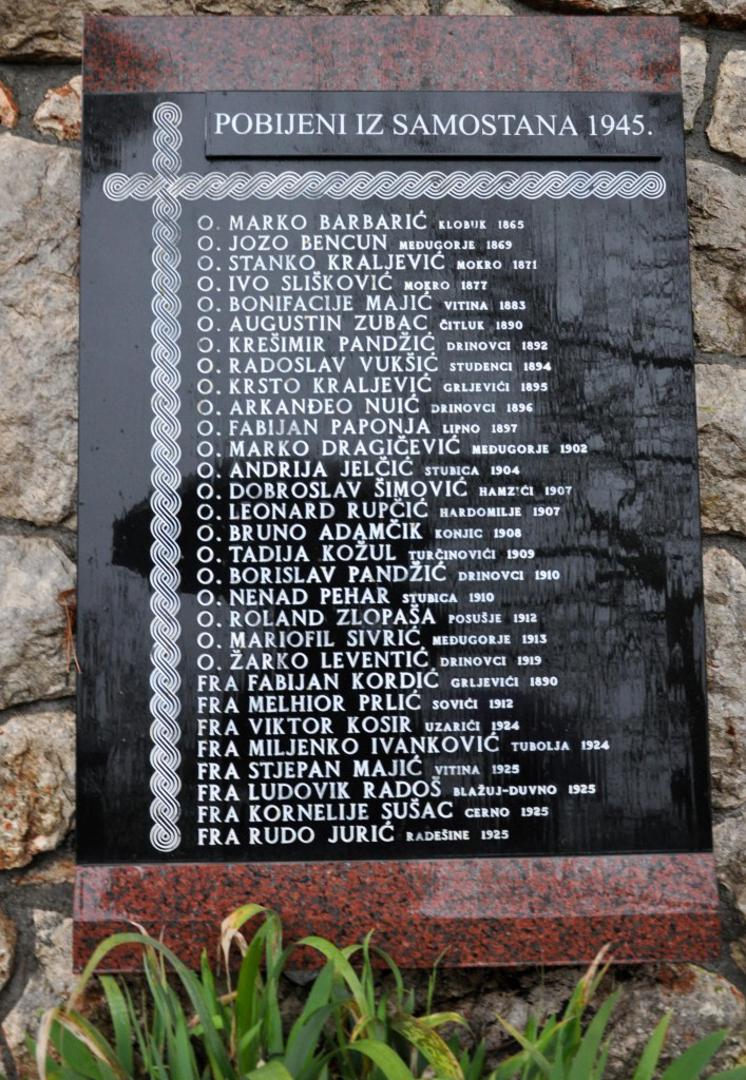 POBIJENI IZ SAMOSTANA 1945.
O. MARKO BARBARIĆ KLOBUK 1865
O. JOZO BENCUN MEĐUGORJE 1869
O. STANKO KRALJEVIĆ MOKRO 1871
O. IVO SLIŠKOVIĆ MOKRO 1877
O. BONIFACIJE MAJIĆ VITINA 1883
O. AUGUSTIN ZUBAC ČITLUK 1890
O. KREŠIMIR PANDŽIĆ DRINOVCI 1892
O. RADOSLAV VUKŠIĆ STUDENCI 1894
O. KRSTO KRALJEVIĆ GRLJEVIĆI 1895
O. ARKANĐEO NUIĆ DRINOVCI 1896
O. FABIJAN PAPONJA LIPNO 1897
O. MARKO DRAGIČEVIĆ MEĐUGORJE 1902
O. ANDRIJA JELČIĆ STUBICA 1904
O. DOBROSLAV ŠIMOVIĆ HAMZIĆI 1907
O. LEONARD RUPČIĆ HARDOMILJE 1907
O. BRUNO ADAMČIK KONJIC 1908
O. TADIJA KOŽUL TURČINOVIĆI 1909
O. BORISLAV PANDŽIĆ DRINOVCI 1910
O. NENAD PEHAR STUBICA 1910
O. ROLAND ZLOPAŠA POSUŠJE 1912
O. MARIOFIL SIVRIĆ MEĐUGORJE 1913
O. ŽARKO LEVENTIĆ DRINOVCI 1919
FRA FABIJAN KORDIĆ GRLJEVIĆI 1890
FRA MELHIOR PRLIĆ SOVIĆI 1912
FRA VIKTOR KOSIR UZARIĆI 1924
FRA MILJENKO IVANKOVIĆ TUBOLJA 1924
FRA STJEPAN MAJIĆ VITINA 1925
FRA LUDOVIK RADOŠ BLAŽUJ-DUVNO 1925
FRA KORNELIJE SUŠAC CERNO 1925
FRA RUDO JURIĆ RADEŠINE 1925